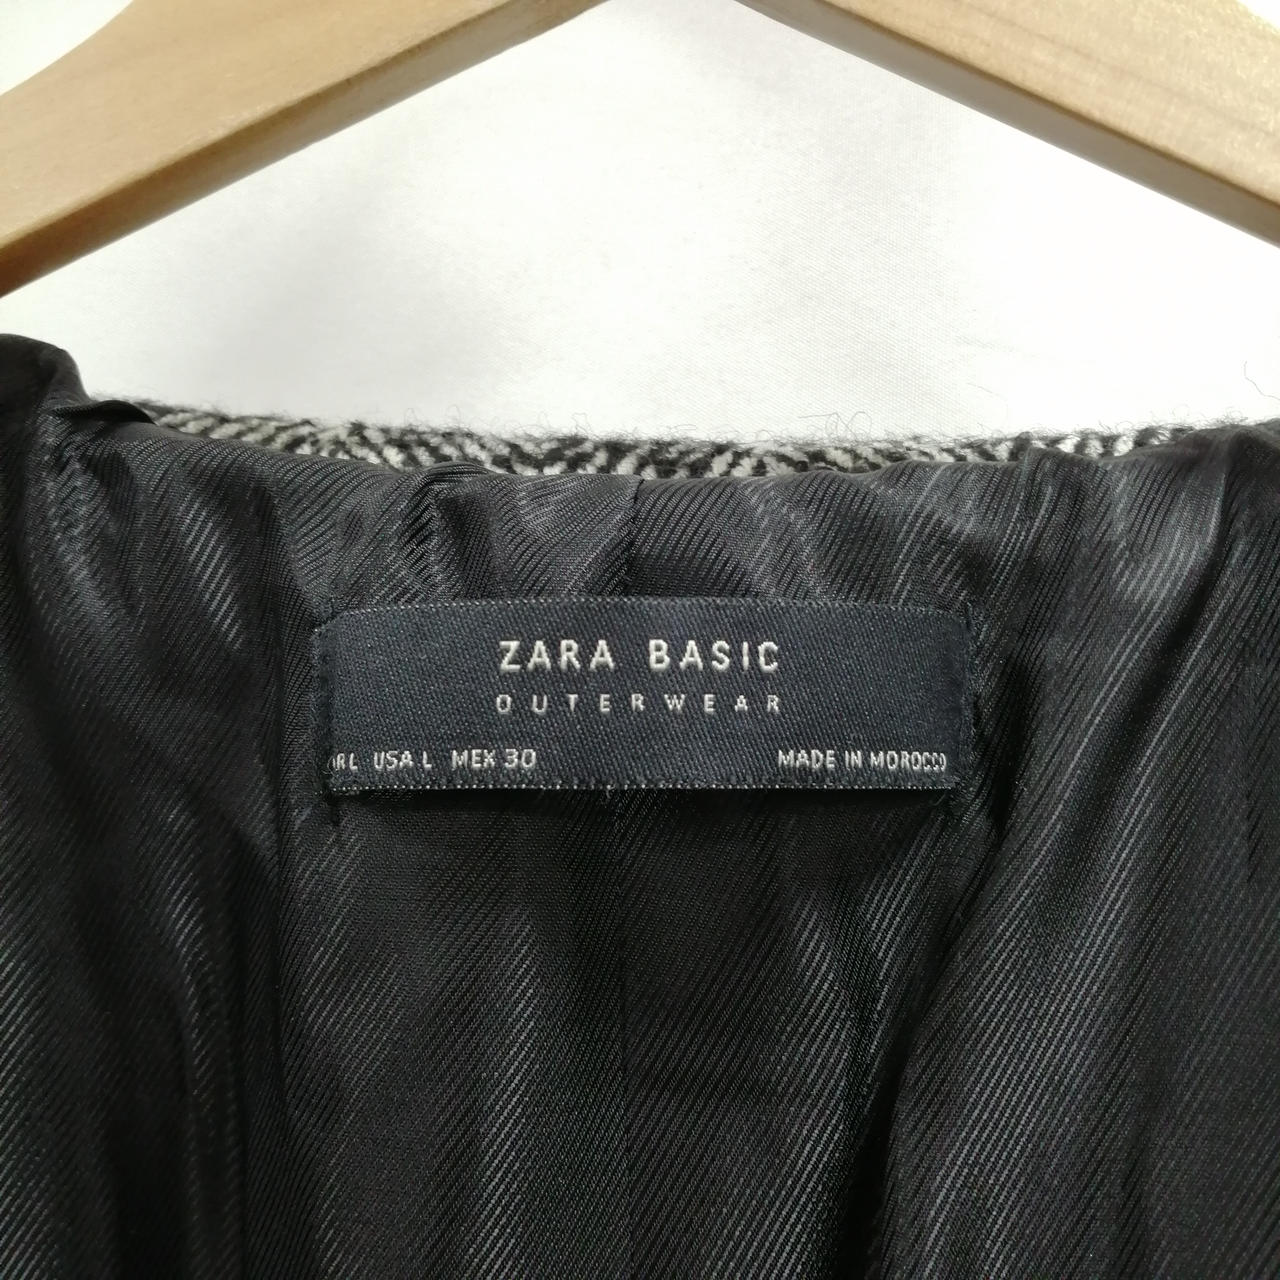 ZARA BASIC
OUTERWEAR
USA L MEX 30 MADE IN MOROCCO